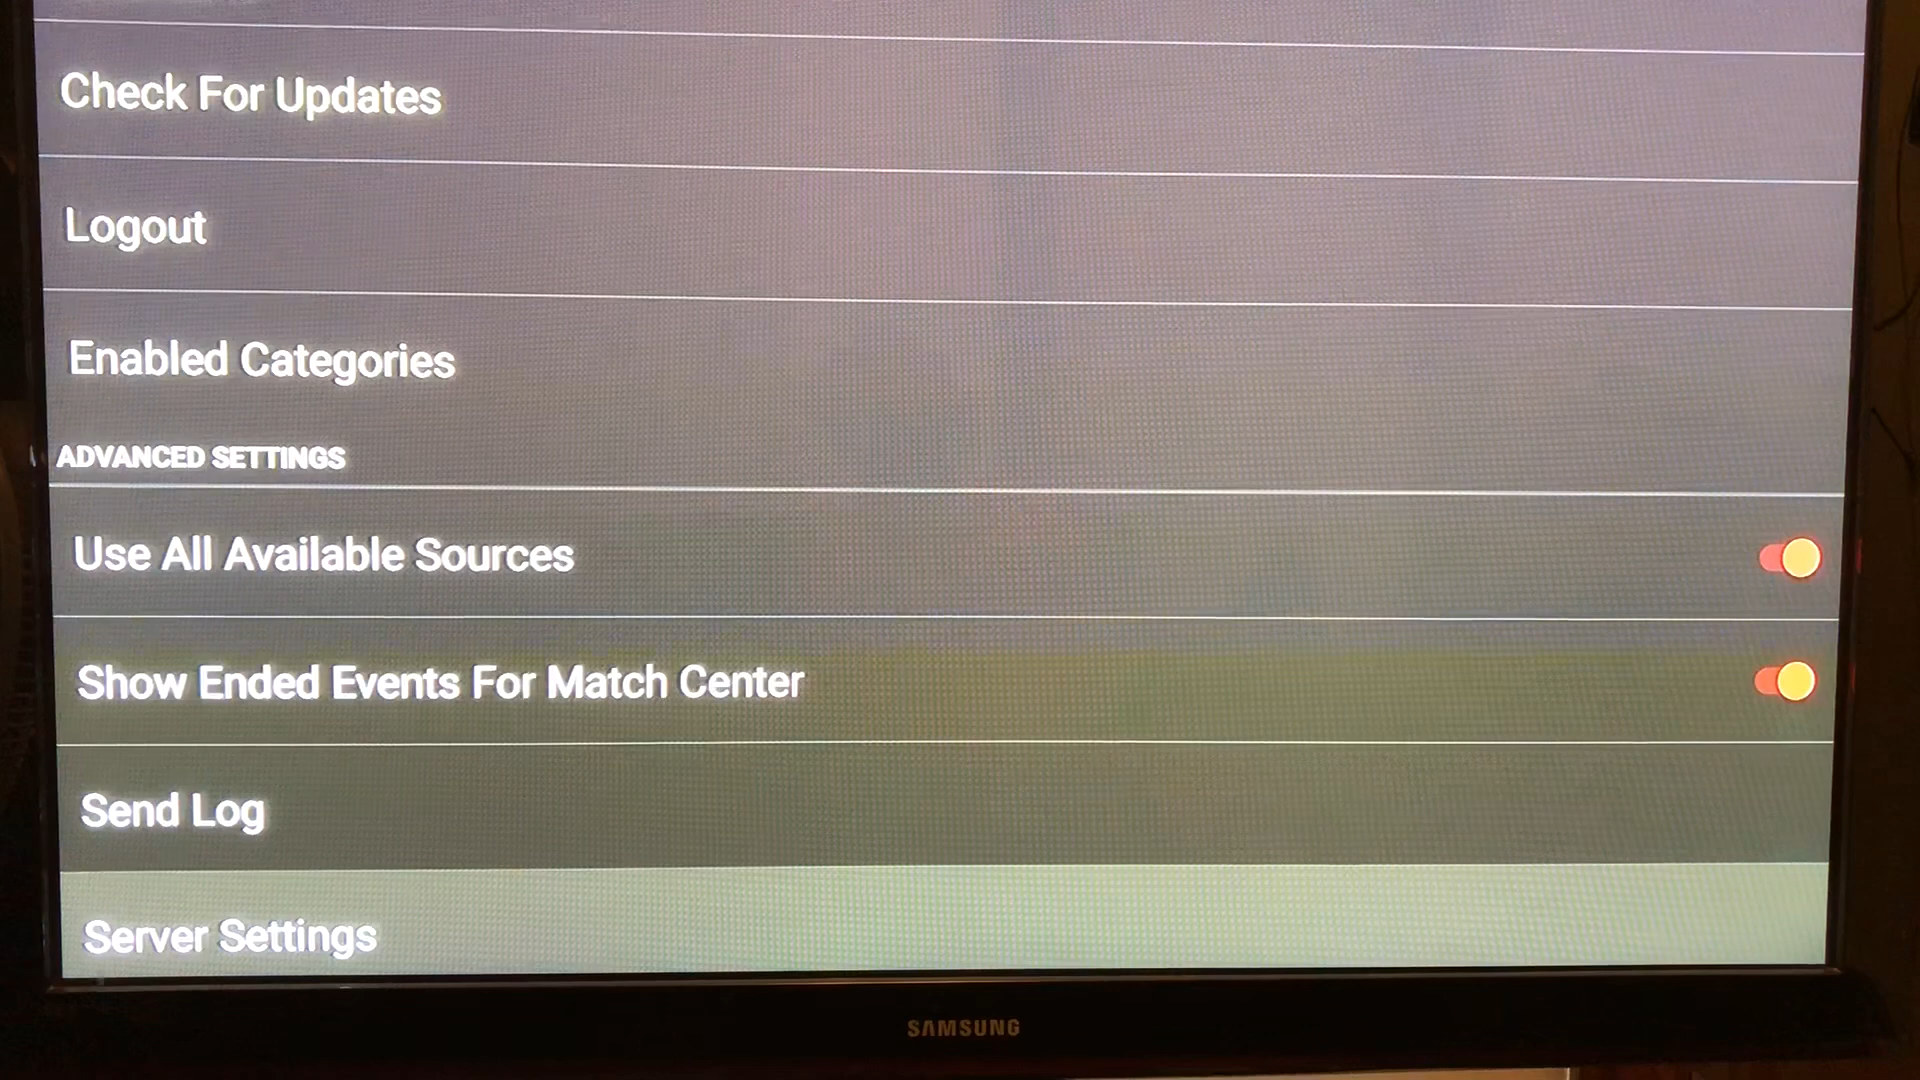 Check For Updates
Logout
Enabled Categories
ADVANCED SETTINGS
Use All Available Sources
Show Ended Events For Match Center
Send Log
Server Settings
SAMSUNG